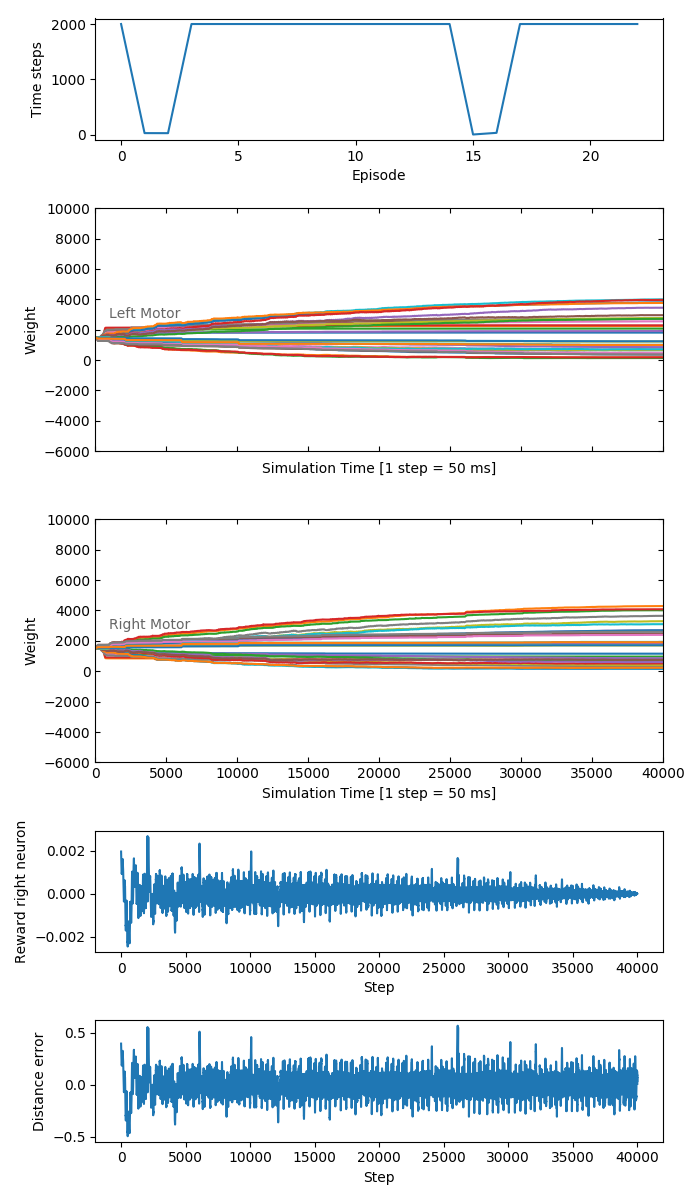 2000
1000
0
Time steps
0 5 10 15 20
Episode
10000
8000
6000
4000
2000
0
−2000
−4000
−6000
Weight
Left Motor
Simulation Time [1 step = 50 ms]
10000
8000
6000
4000
2000
0
−2000
−4000
−6000
Weight
Right Motor
0 5000 10000 15000 20000 25000 30000 35000 40000
Simulation Time [1 step = 50 ms]
0.002
0.000
−0.002
Reward right neuron
0 5000 10000 15000 20000 25000 30000 35000 40000
Step
0.5
0.0
−0.5
Distance error
0 5000 10000 15000 20000 25000 30000 35000 40000
Step